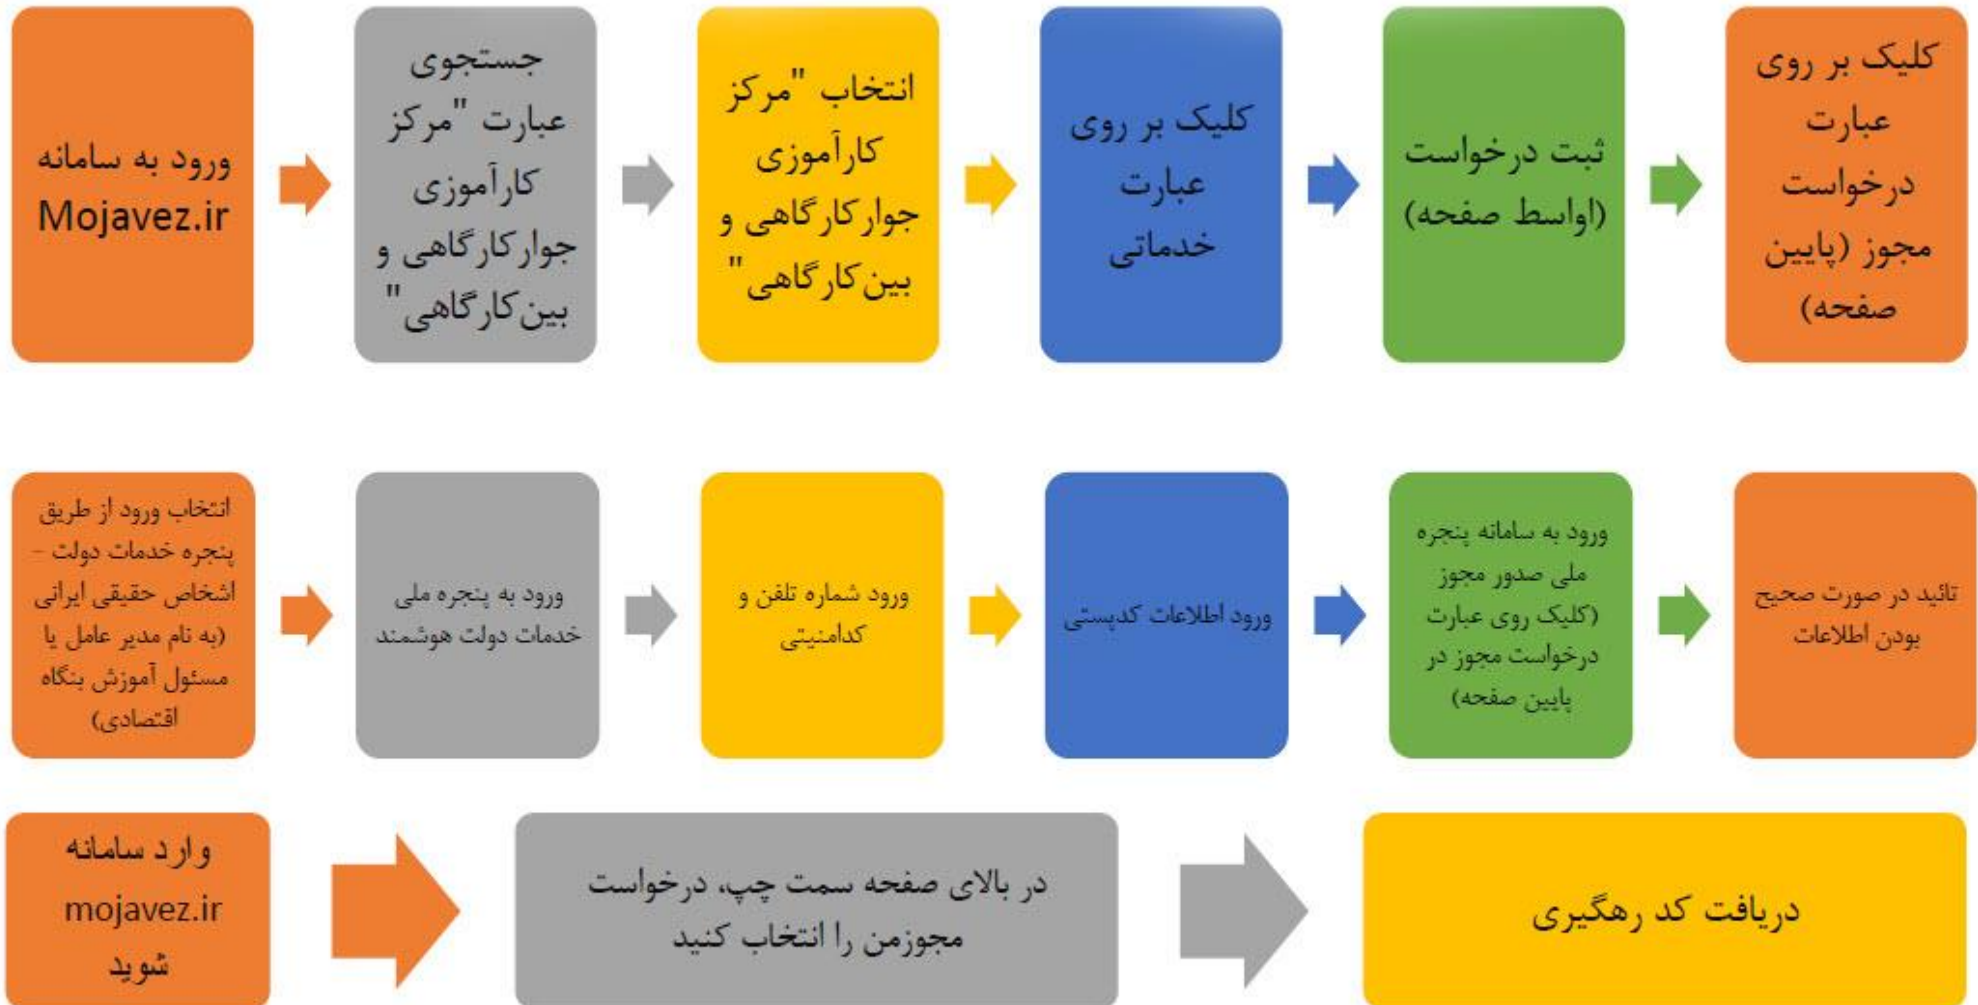 ورود به سامانه
Mojavez.ir
جستجوی
عبارت "مرکز
کارآموزی
جوارکارگاهی و
بین‌کارگاهی"
انتخاب "مرکز
کارآموزی
جوارکارگاهی و
بین‌کارگاهی"
کلیک بر روی
عبارت
خدماتی
ثبت درخواست
(اواسط صفحه)
کلیک بر روی
عبارت
درخواست
مجوز (پایین
صفحه)
انتخاب ورود از طریق
پنجره خدمات دولت –
اشخاص حقیقی ایرانی
(به نام مدیر عامل یا
مسئول آموزش بنگاه
اقتصادی)
ورود به پنجره ملی
خدمات دولت هوشمند
ورود شماره تلفن و
کدامنیتی
ورود اطلاعات کدپستی
ورود به سامانه پنجره
ملی صدور مجوز
(کلیک روی عبارت
درخواست مجوز در
پایین صفحه)
تائید در صورت صحیح
بودن اطلاعات
وارد سامانه
mojavez.ir
شوید
در بالای صفحه سمت چپ، درخواست
مجوزمن را انتخاب کنید
دریافت کد رهگیری